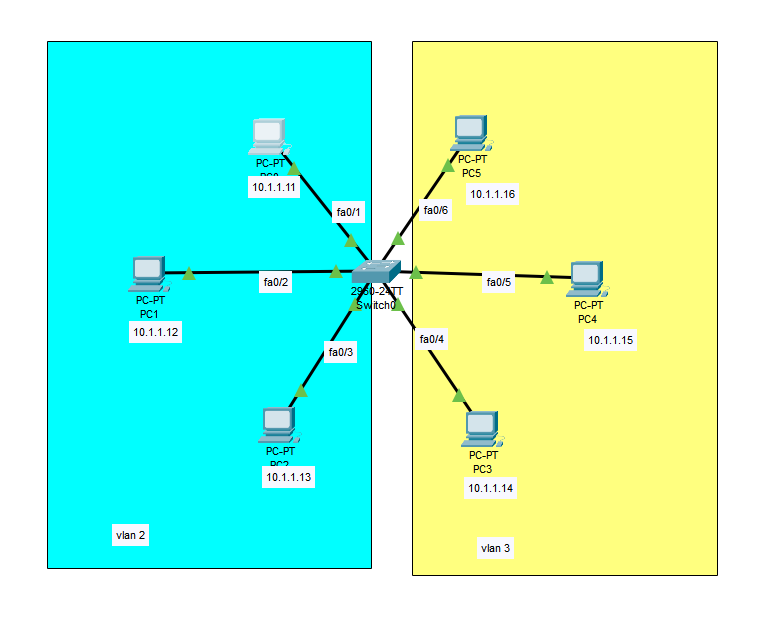 PC-PT
PC0
10.1.1.11
fa0/1
PC-PT
PC5
10.1.1.16
fa0/6
PC-PT
PC1
10.1.1.12
fa0/2
2950-24TT
Switch0
fa0/5
PC-PT
PC4
10.1.1.15
fa0/3
fa0/4
PC-PT
PC2
10.1.1.13
PC-PT
PC3
10.1.1.14
vlan 2
vlan 3